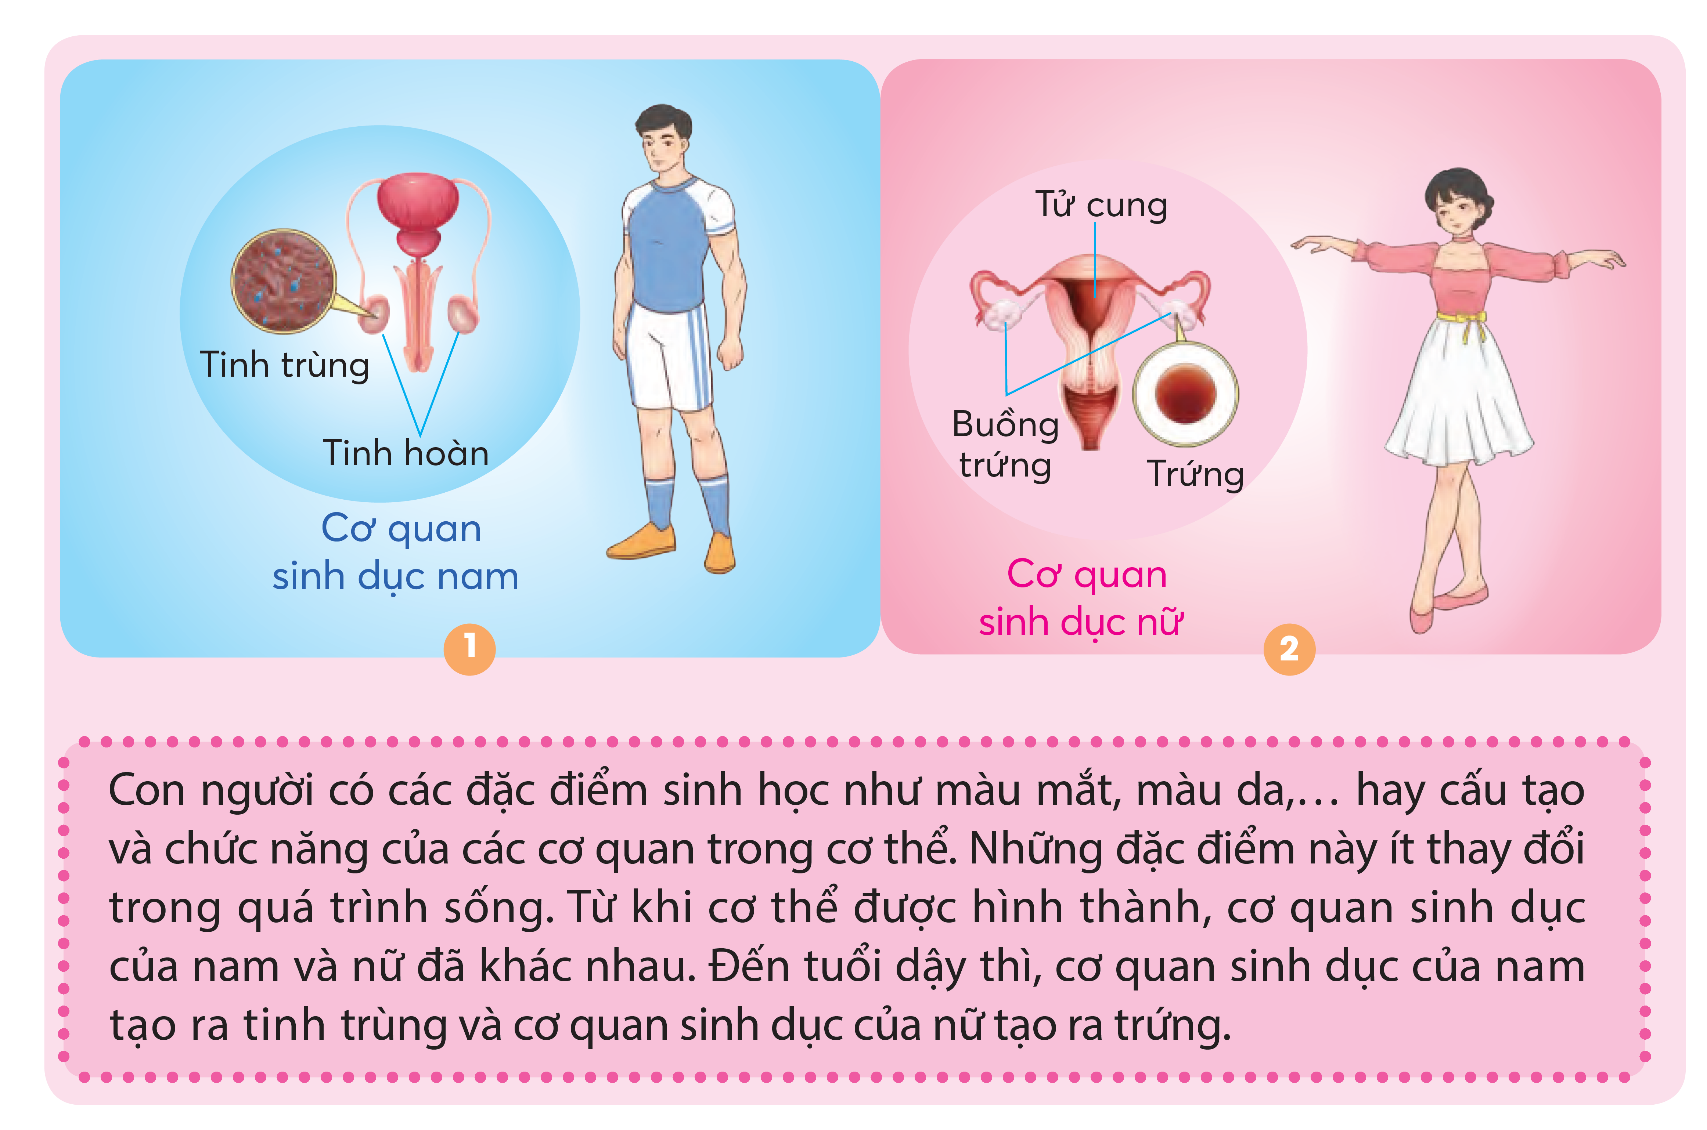 Tinh trùng
Tinh hoàn
Cơ quan
sinh dục nam
1
Tử cung
Buồng
trứng
Trứng
Cơ quan
sinh dục nữ
2
Con người có các đặc điểm sinh học như màu mắt, màu da,... hay cấu tạo
và chức năng của các cơ quan trong cơ thể. Những đặc điểm này ít thay đổi
trong quá trình sống. Từ khi cơ thể được hình thành, cơ quan sinh dục
của nam và nữ đã khác nhau. Đến tuổi dậy thì, cơ quan sinh dục của nam
tạo ra tinh trùng và cơ quan sinh dục của nữ tạo ra trứng.